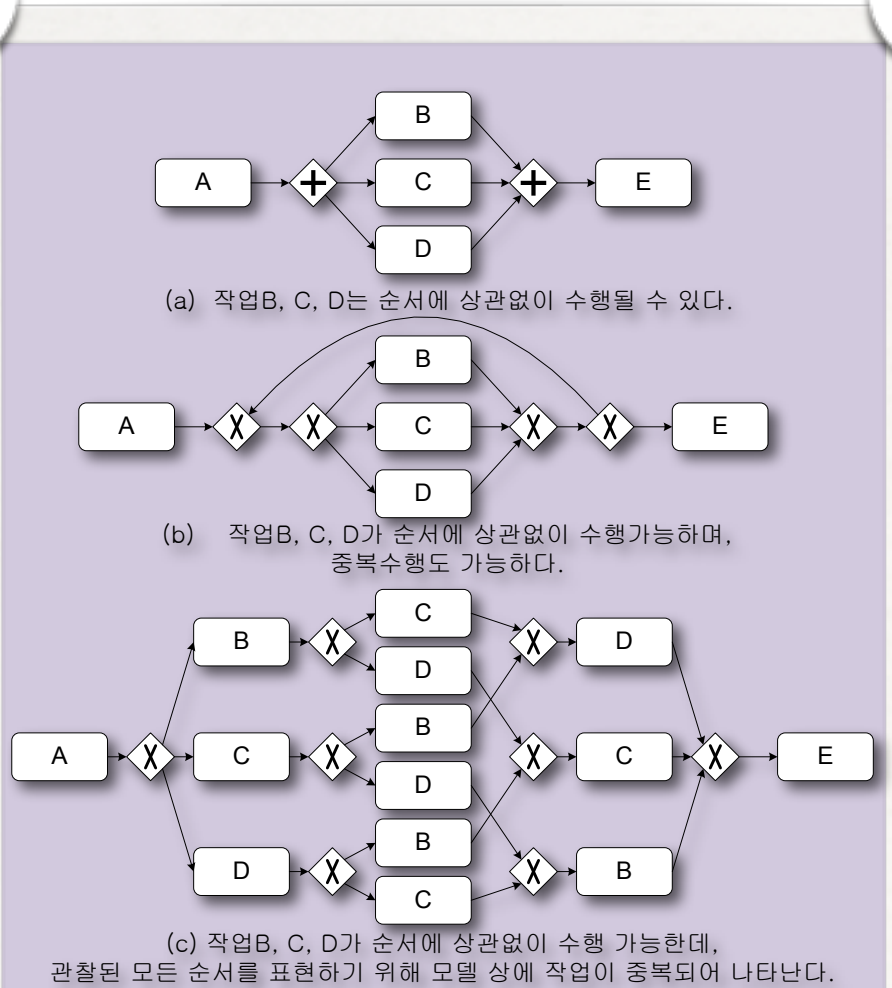 B
A
C
E
D
(a) 작업B, C, D는 순서에 상관없이 수행될 수 있다.
B
A
X
X
C
X
X
E
D
(b) 작업B, C, D가 순서에 상관없이 수행가능하며,
중복수행도 가능하다.
C
B
X
X
D
D
B
A
X
C
X
X
C
X
E
D
B
D
X
X
B
C
(c) 작업B, C, D가 순서에 상관없이 수행 가능한데,
관찰된 모든 순서를 표현하기 위해 모델 상에 작업이 중복되어 나타난다.